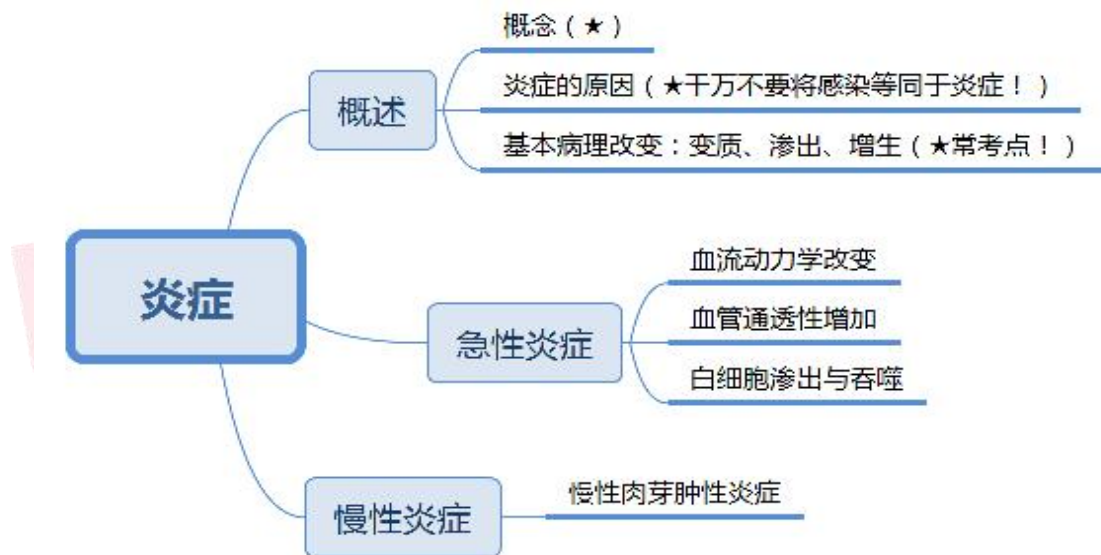 概念（★）
炎症的原因（★千万不要将感染等同于炎症！）
基本病理改变：变质、渗出、增生（★常考点！）
概述
炎症
血流动力学改变
血管通透性增加
白细胞渗出与吞噬
急性炎症
慢性肉芽肿性炎症
慢性炎症